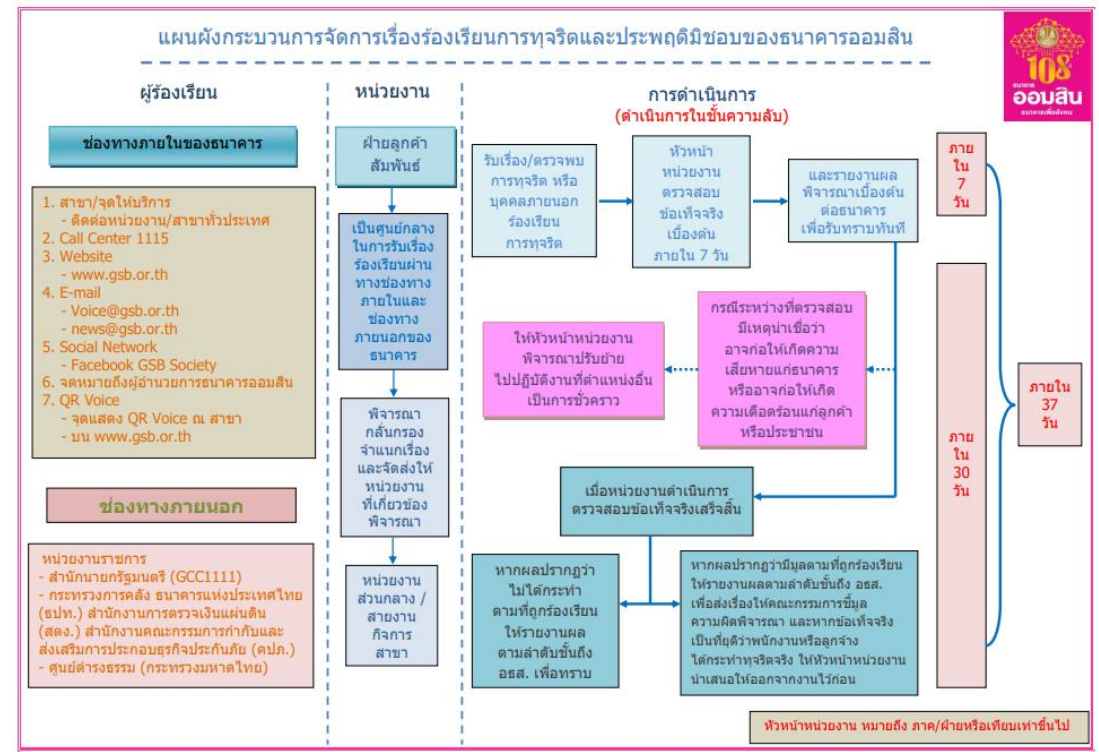 แผนผังกระบวนการจัดการเรื่องร้องเรียนการทุจริตและประพฤติมิชอบของธนาคารออมสิน
108
ธนาคาร
ออมสิน
ธนาคารเพื่อสังคม
ผู้ร้องเรียน
ช่องทางภายในของธนาคาร
1. สาขา/จุดให้บริการ
- ติดต่อหน่วยงาน/สาขาทั่วประเทศ
2. Call Center 1115
3. Website
- www.gsb.or.th
4. E-mail
- Voice@gsb.or.th
- news@gsb.or.th
5. Social Network
- Facebook GSB Society
6. จดหมายถึงผู้อำนวยการธนาคารออมสิน
7. QR Voice
- จุดแสดง QR Voice ณ สาขา
- บน www.gsb.or.th
ช่องทางภายนอก
หน่วยงานราชการ
- สำนักนายกรัฐมนตรี (GCC1111)
- กระทรวงการคลัง ธนาคารแห่งประเทศไทย
(ธปท.) สำนักงานการตรวจเงินแผ่นดิน
(สตง.) สำนักงานคณะกรรมการกำกับและ
ส่งเสริมการประกอบธุรกิจประกันภัย (คปภ.)
- ศูนย์ดำรงธรรม (กระทรวงมหาดไทย)
หน่วยงาน
ฝ่ายลูกค้า
สัมพันธ์
เป็นศูนย์กลาง
ในการรับเรื่อง
ร้องเรียนผ่าน
ทางช่องทาง
ภายในและ
ช่องทาง
ภายนอกของ
ธนาคาร
พิจารณา
กลั่นกรอง
จำแนกเรื่อง
และจัดส่งให้
หน่วยงาน
ที่เกี่ยวข้อง
พิจารณา
หน่วยงาน
ส่วนกลาง /
สายงาน
กิจการ
สาขา
การดำเนินการ
(ดำเนินการในชั้นความลับ)
รับเรื่อง/ตรวจพบ
การทุจริต หรือ
บุคคลภายนอก
ร้องเรียน
การทุจริต
หัวหน้า
หน่วยงาน
ตรวจสอบ
ข้อเท็จจริง
เบื้องต้น
ภายใน 7 วัน
และรายงานผล
พิจารณาเบื้องต้น
ต่อธนาคาร
เพื่อรับทราบทันที
กรณีระหว่างที่ตรวจสอบ
มีเหตุน่าเชื่อว่า
อาจก่อให้เกิดความ
เสียหายแก่ธนาคาร
หรืออาจก่อให้เกิด
ความเดือดร้อนแก่ลูกค้า
หรือประชาชน
ให้หัวหน้าหน่วยงาน
พิจารณาปรับย้าย
ไปปฏิบัติงานที่ตำแหน่งอื่น
เป็นการชั่วคราว
เมื่อหน่วยงานดำเนินการ
ตรวจสอบข้อเท็จจริงเสร็จสิ้น
หากผลปรากฏว่า
ไม่ได้กระทำ
ตามที่ถูกร้องเรียน
ให้รายงานผล
ตามลำดับชั้นถึง
อธส. เพื่อทราบ
หากผลปรากฏว่ามีมูลตามที่ถูกร้องเรียน
ให้รายงานผลตามลำดับชั้นถึง อธส.
เพื่อส่งเรื่องให้คณะกรรมการชี้มูล
ความผิดพิจารณา และหากข้อเท็จจริง
เป็นที่ยุติว่าพนักงานหรือลูกจ้าง
ได้กระทำทุจริตจริง ให้หัวหน้าหน่วยงาน
นำเสนอให้ออกจากงานไว้ก่อน
ภาย
ใน
7
วัน
ภาย
ใน
30
วัน
ภายใน
37
วัน
หัวหน้าหน่วยงาน หมายถึง ภาค/ฝ่ายหรือเทียบเท่าขึ้นไป